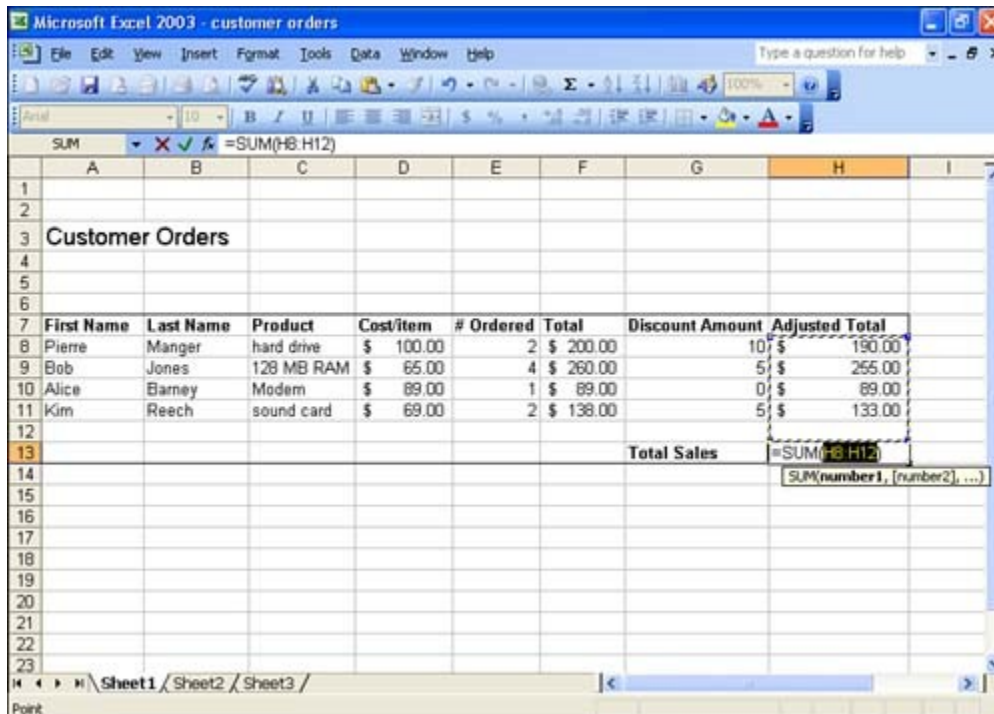 Microsoft Excel 2003 - customer orders
File Edit View Insert Format Tools Data Window Help Type a question for help
100%
Arial 10 B I U $ % ,
SUM =SUM(H8:H12)
A B C D E F G H I
1
2
3 Customer Orders
4
5
6
7 First Name Last Name Product Cost/item # Ordered Total Discount Amount Adjusted Total
8 Pierre Manger hard drive $ 100.00 2 $ 200.00 10 $ 190.00
9 Bob Jones 128 MB RAM $ 65.00 4 $ 260.00 5 $ 255.00
10 Alice Barney Modem $ 89.00 1 $ 89.00 0 $ 89.00
11 Kim Reech sound card $ 69.00 2 $ 138.00 5 $ 133.00
12
13 Total Sales =SUM(H8:H12)
14 SUM(number1, [number2], ...)
15
16
17
18
19
20
21
22
23
Sheet1 / Sheet2 / Sheet3 /
Point